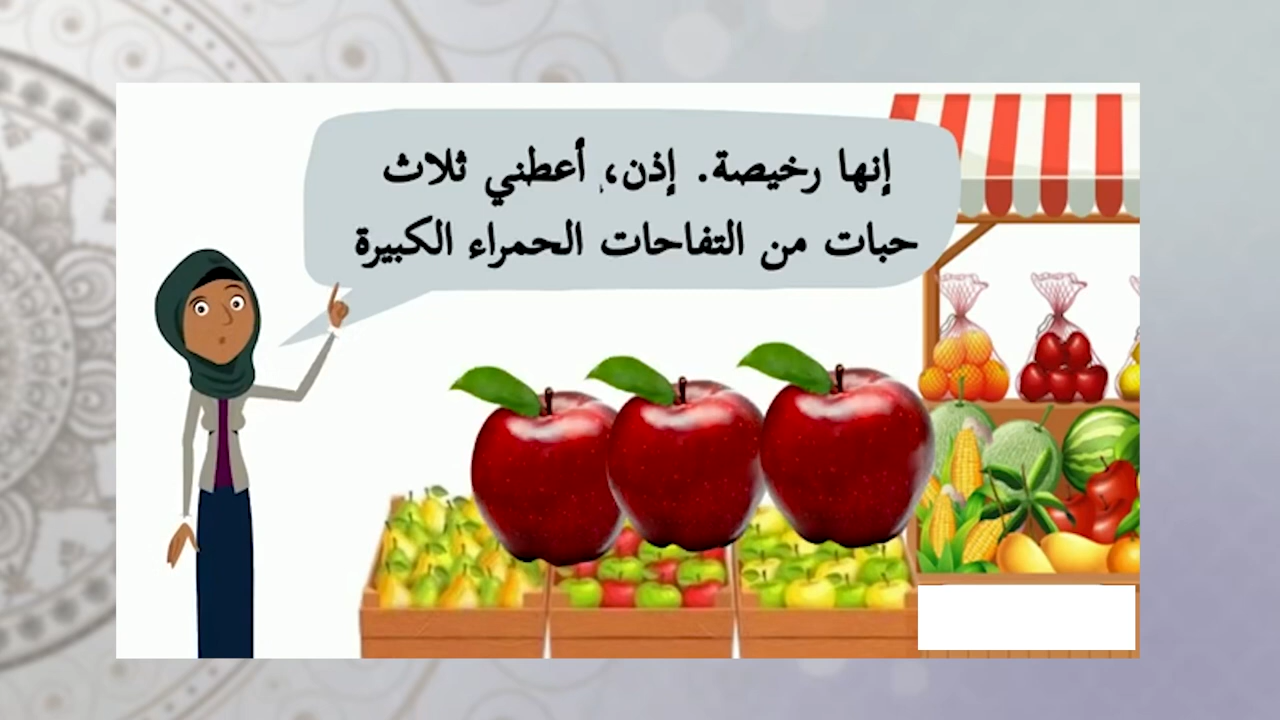 إنها رخيصة. إذن، أعطني ثلاث
حبات من التفاحات الحمراء الكبيرة